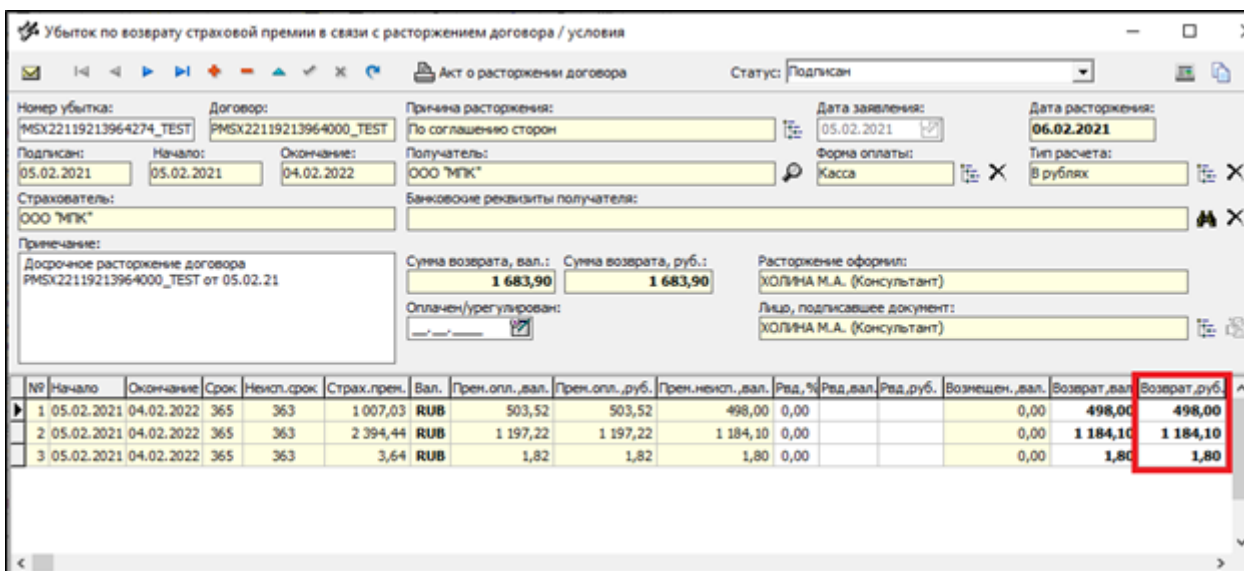 Убыток по возврату страховой премии в связи с расторжением договора / условия
Акт о расторжении договора Статус: Подписан
Номер убытка: Договор: Причина расторжения: Дата заявления: Дата расторжения:
MSX22119213964274_TEST PMSX22119213964000_TEST По соглашению сторон 05.02.2021 06.02.2021
Подписан: Начало: Окончание: Получатель: Форма оплаты: Тип расчета:
05.02.2021 05.02.2021 04.02.2022 ООО "МПК" Касса В рублях
Страхователь: Банковские реквизиты получателя:
ООО "МПК"
Примечание:
Досрочное расторжение договора
PMSX22119213964000_TEST от 05.02.21
Сумма возврата, вал.: Сумма возврата, руб.: Расторжение оформил:
1 683,90 1 683,90 ХОЛИНА М.А. (Консультант)
Оплачен/урегулирован: Лицо, подписавшее документ:
__.__.____ ХОЛИНА М.А. (Консультант)
№ Начало Окончание Срок Неисп.срок Страх.прен. Вал. Прен.опл.,вал. Прен.опл.,руб. Прен.неисп.,вал. Рвд,% Рвд,вал. Рвд,руб. Возмещен.,вал. Возврат,вал Возврат,руб.
1 05.02.2021 04.02.2022 365 363 1 007,03 RUB 503,52 503,52 498,00 0,00 0,00 498,00 498,00
2 05.02.2021 04.02.2022 365 363 2 394,44 RUB 1 197,22 1 197,22 1 184,10 0,00 0,00 1 184,10 1 184,10
3 05.02.2021 04.02.2022 365 363 3,64 RUB 1,82 1,82 1,80 0,00 0,00 1,80 1,80